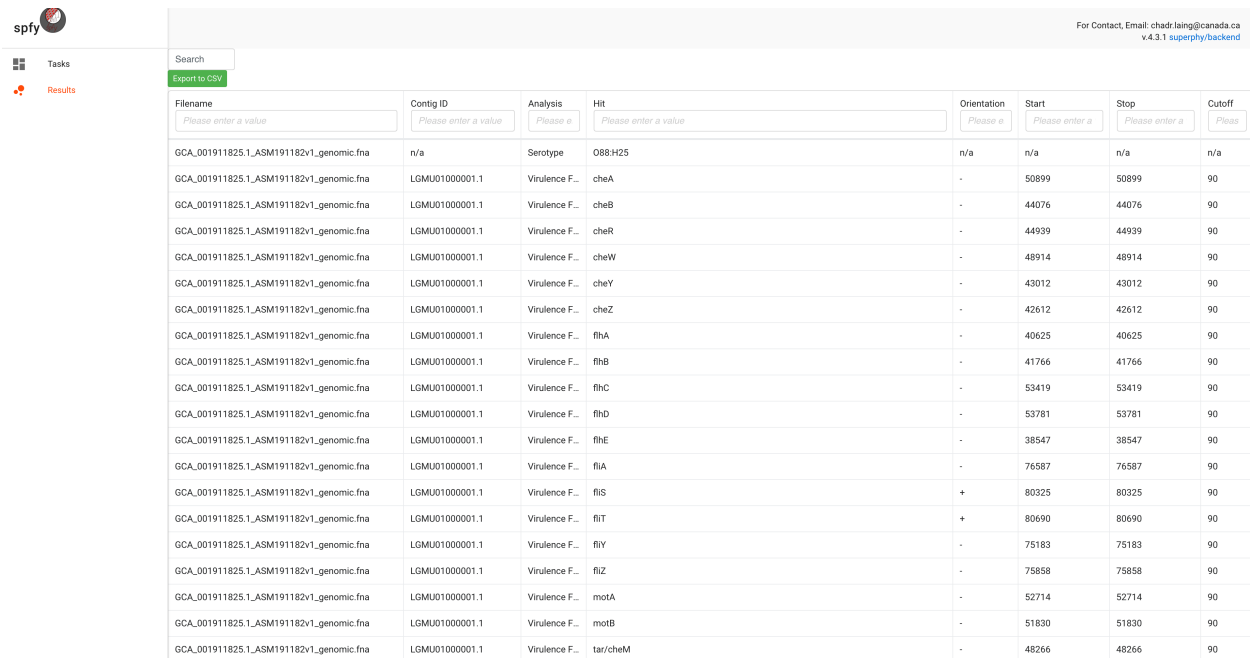 spfy
For Contact, Email: chadr.laing@canada.ca
v.4.3.1 superphy/backend
Tasks
Results
Search
Export to CSV
Filename Contig ID Analysis Hit Orientation Start Stop Cutoff
Please enter a value Please enter a value Please e Please enter a value Please e Please enter a Please enter a Pleas
GCA_001911825.1_ASM191182v1_genomic.fna n/a Serotype O88:H25 n/a n/a n/a n/a
GCA_001911825.1_ASM191182v1_genomic.fna LGMU01000001.1 Virulence F... cheA - 50899 50899 90
GCA_001911825.1_ASM191182v1_genomic.fna LGMU01000001.1 Virulence F... cheB - 44076 44076 90
GCA_001911825.1_ASM191182v1_genomic.fna LGMU01000001.1 Virulence F... cheR - 44939 44939 90
GCA_001911825.1_ASM191182v1_genomic.fna LGMU01000001.1 Virulence F... cheW - 48914 48914 90
GCA_001911825.1_ASM191182v1_genomic.fna LGMU01000001.1 Virulence F... cheY - 43012 43012 90
GCA_001911825.1_ASM191182v1_genomic.fna LGMU01000001.1 Virulence F... cheZ - 42612 42612 90
GCA_001911825.1_ASM191182v1_genomic.fna LGMU01000001.1 Virulence F... flhA - 40625 40625 90
GCA_001911825.1_ASM191182v1_genomic.fna LGMU01000001.1 Virulence F... flhB - 41766 41766 90
GCA_001911825.1_ASM191182v1_genomic.fna LGMU01000001.1 Virulence F... flhC - 53419 53419 90
GCA_001911825.1_ASM191182v1_genomic.fna LGMU01000001.1 Virulence F... flhD - 53781 53781 90
GCA_001911825.1_ASM191182v1_genomic.fna LGMU01000001.1 Virulence F... flhE - 38547 38547 90
GCA_001911825.1_ASM191182v1_genomic.fna LGMU01000001.1 Virulence F... fliA - 76587 76587 90
GCA_001911825.1_ASM191182v1_genomic.fna LGMU01000001.1 Virulence F... fliS + 80325 80325 90
GCA_001911825.1_ASM191182v1_genomic.fna LGMU01000001.1 Virulence F... fliT + 80690 80690 90
GCA_001911825.1_ASM191182v1_genomic.fna LGMU01000001.1 Virulence F... fliY - 75183 75183 90
GCA_001911825.1_ASM191182v1_genomic.fna LGMU01000001.1 Virulence F... fliZ - 75858 75858 90
GCA_001911825.1_ASM191182v1_genomic.fna LGMU01000001.1 Virulence F... motA - 52714 52714 90
GCA_001911825.1_ASM191182v1_genomic.fna LGMU01000001.1 Virulence F... motB - 51830 51830 90
GCA_001911825.1_ASM191182v1_genomic.fna LGMU01000001.1 Virulence F... tar/cheM - 48266 48266 90